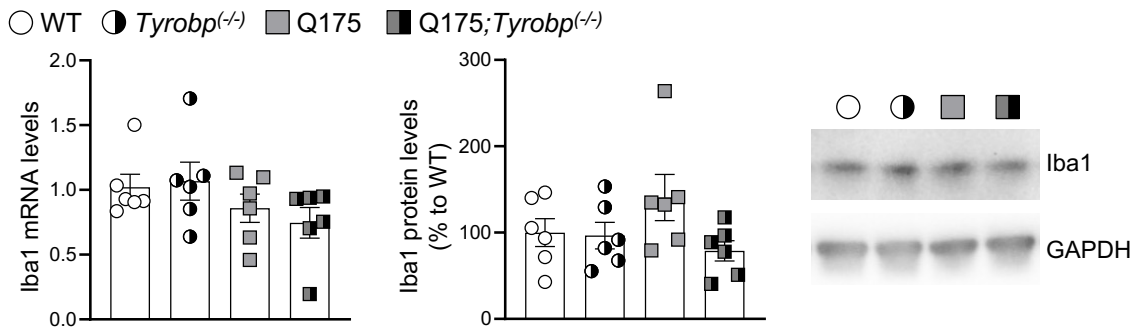 WT Tyrobp(-/-) Q175 Q175;Tyrobp(-/-)
Iba1 mRNA levels
2.0
1.5
1.0
0.5
0.0
Iba1 protein levels
(% to WT)
300
200
100
0
Iba1
GAPDH